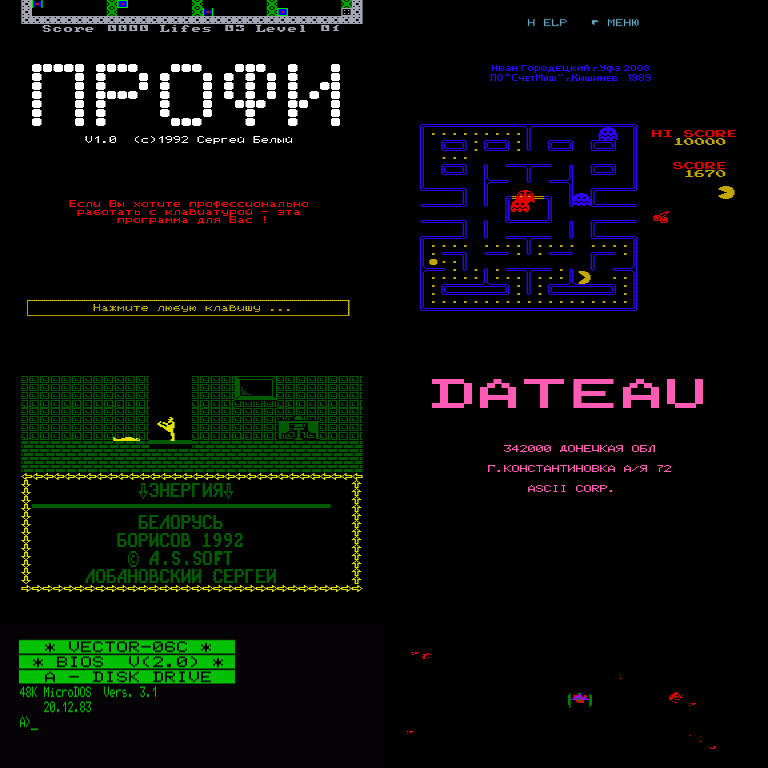 Score 0000 Lifes 03 Level 01
ПРОФИ
V1.0 (c)1992 Сергей Белый
Если Вы хотите профессионально
работать с клавиатурой - эта
программа для Вас !
Нажмите любую клавишу ...
H ELP МЕНЮ
Иван Городецкий г.Уфа 2008
ПО"СчетМаш" г.Кишинев 1989
HI SCORE
10000
SCORE
1670
⇩ЭНЕРГИЯ⇩
БЕЛОРУСЬ
БОРИСОВ 1992
© A.S.SOFT
ЛОБАНОВСКИЙ СЕРГЕЙ
DATEAU
342000 ДОНЕЦКАЯ ОБЛ
Г.КОНСТАНТИНОВКА А/Я 72
ASCII CORP.
* VECTOR-06C *
* BIOS V(2.0) *
A - DISK DRIVE
48K MicroDOS Vers. 3.1
20.12.83
A>_